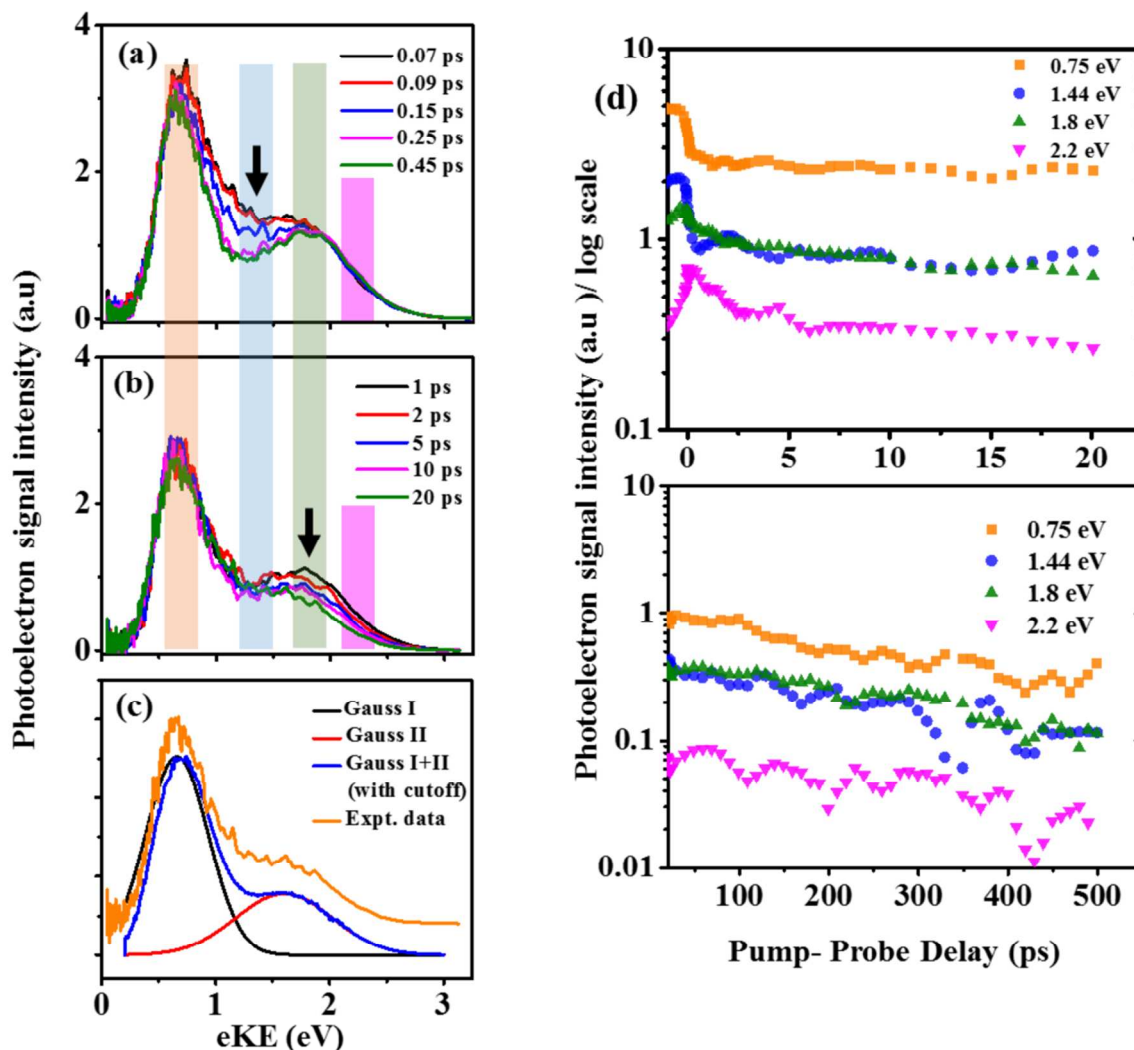 Photoelectron signal intensity (a.u)
(a)
4
2
0
0.07 ps
0.09 ps
0.15 ps
0.25 ps
0.45 ps
(b)
4
2
0
1 ps
2 ps
5 ps
10 ps
20 ps
(c)
Gauss I
Gauss II
Gauss I+II
(with cutoff)
Expt. data
0 1 2 3
eKE (eV)
Photoelectron signal intensity (a.u )/ log scale
(d)
10
1
0.1
0.75 eV
1.44 eV
1.8 eV
2.2 eV
0 5 10 15 20
10
1
0.1
0.01
0.75 eV
1.44 eV
1.8 eV
2.2 eV
100 200 300 400 500
Pump- Probe Delay (ps)